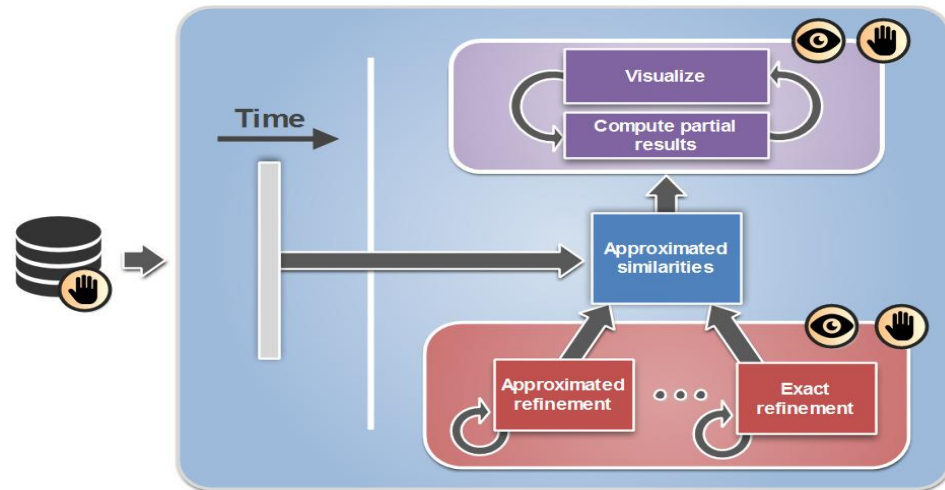 Time
Visualize
Compute partial
results
Approximated
similarities
Approximated
refinement
Exact
refinement